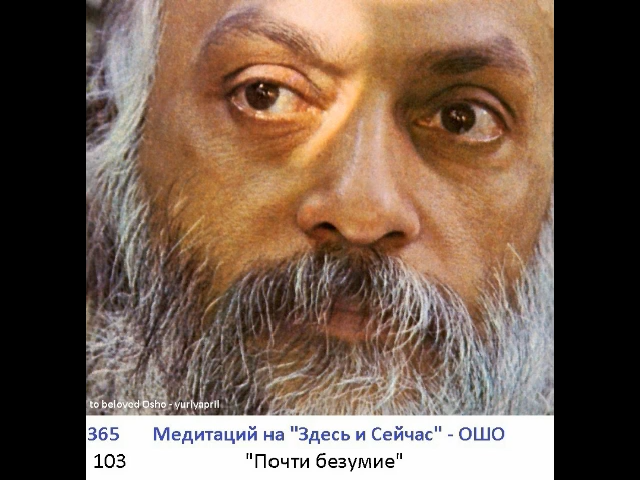 to beloved Osho - yuriyapril
365 Медитаций на "Здесь и Сейчас" - ОШО
103 "Почти безумие"